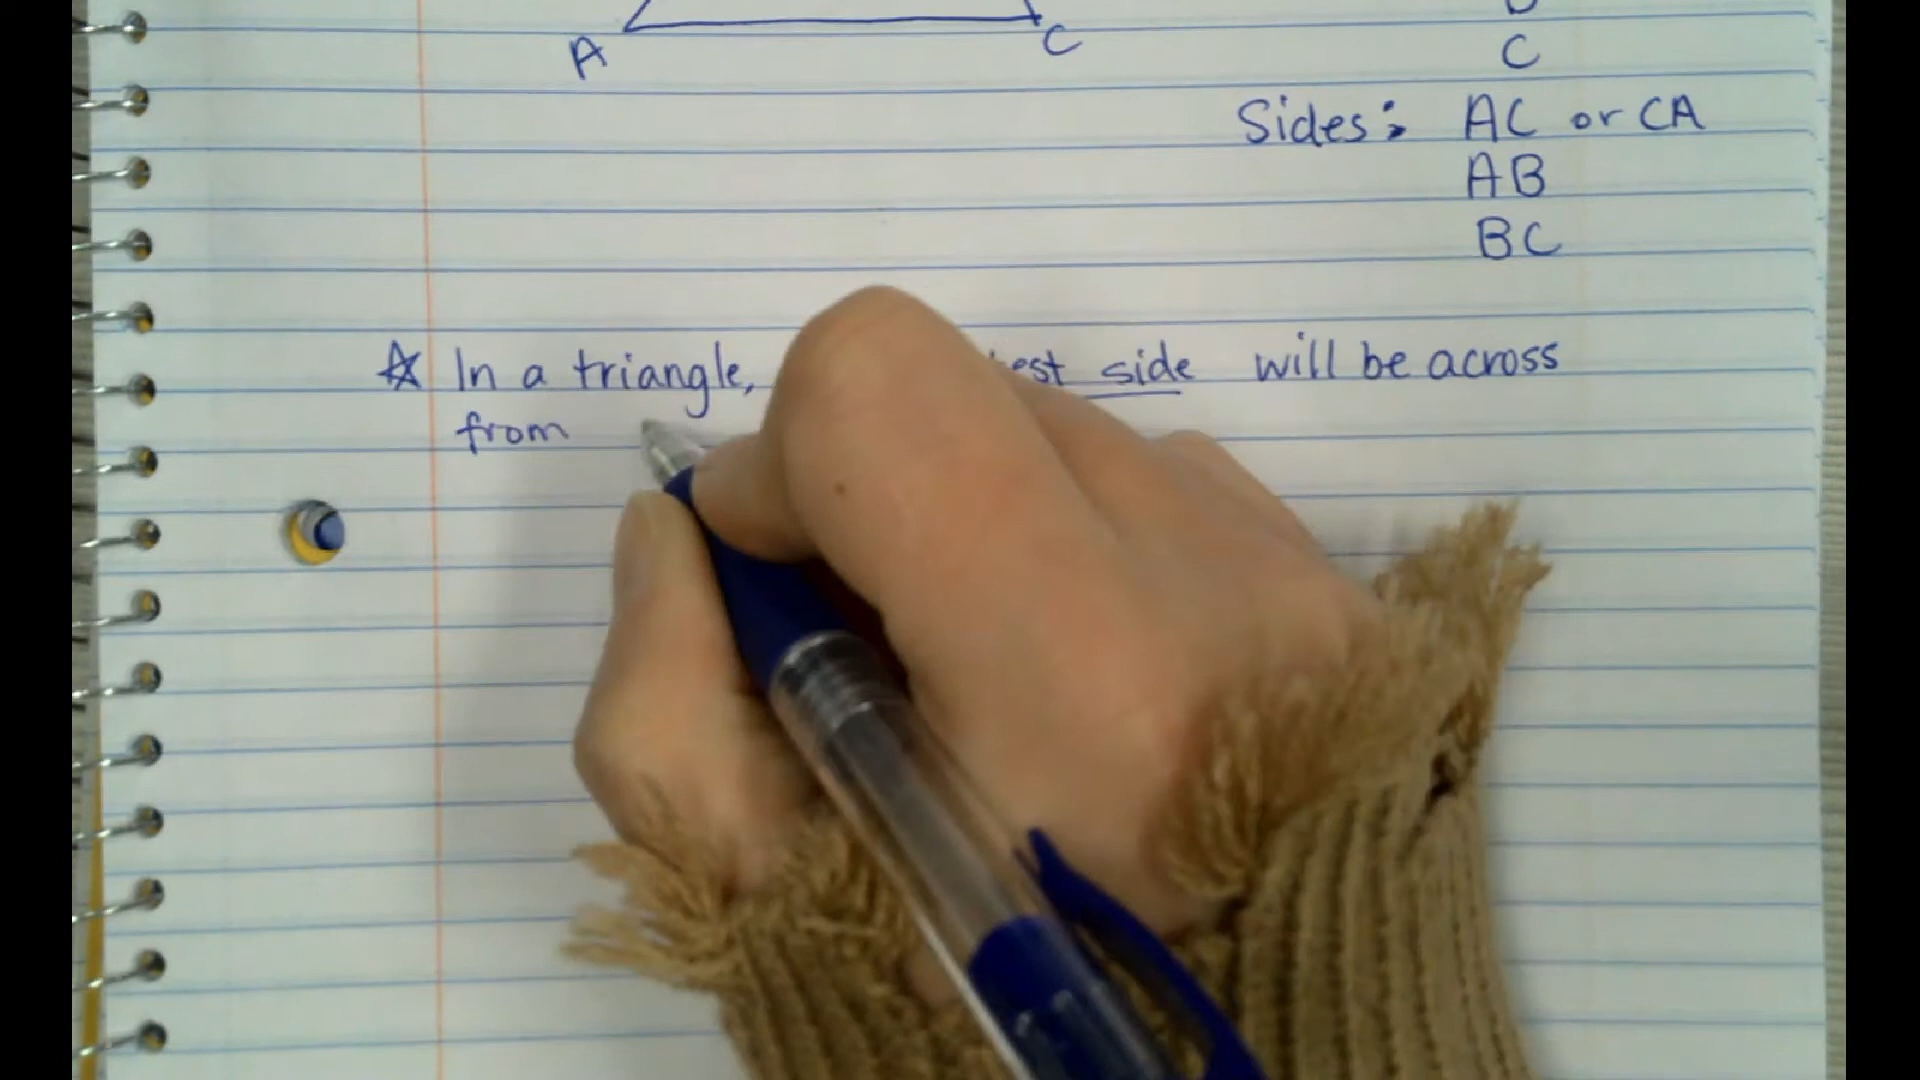 A
C
C
Sides: AC or CA
AB
BC
☆ In a triangle, side will be across
from